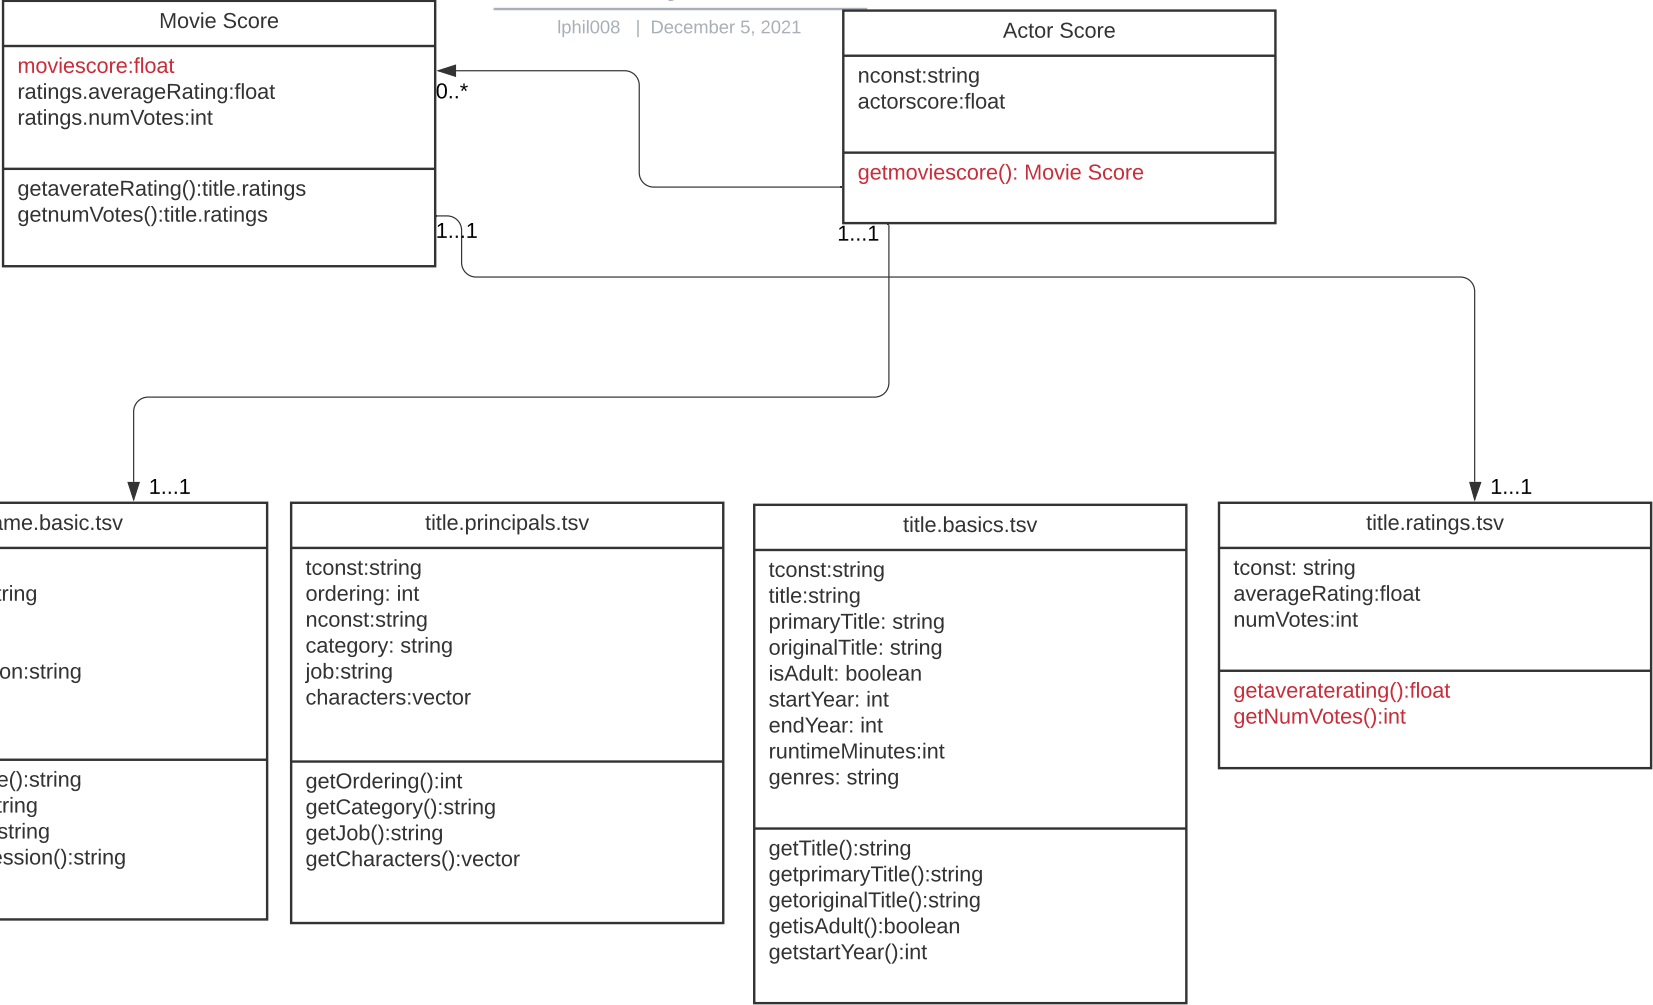 Movie Score
moviescore:float
ratings.averageRating:float
ratings.numVotes:int
getaverateRating():title.ratings
getnumVotes():title.ratings
lphil008 | December 5, 2021
Actor Score
nconst:string
actorscore:float
getmoviescore(): Movie Score
0..*
1...1
1...1
1...1
1...1
ame.basic.tsv
tring
on:string
e():string
tring
string
ession():string
title.principals.tsv
tconst:string
ordering: int
nconst:string
category: string
job:string
characters:vector
getOrdering():int
getCategory():string
getJob():string
getCharacters():vector
title.basics.tsv
tconst:string
title:string
primaryTitle: string
originalTitle: string
isAdult: boolean
startYear: int
endYear: int
runtimeMinutes:int
genres: string
getTitle():string
getprimaryTitle():string
getoriginalTitle():string
getisAdult():boolean
getstartYear():int
title.ratings.tsv
tconst: string
averageRating:float
numVotes:int
getaveraterating():float
getNumVotes():int